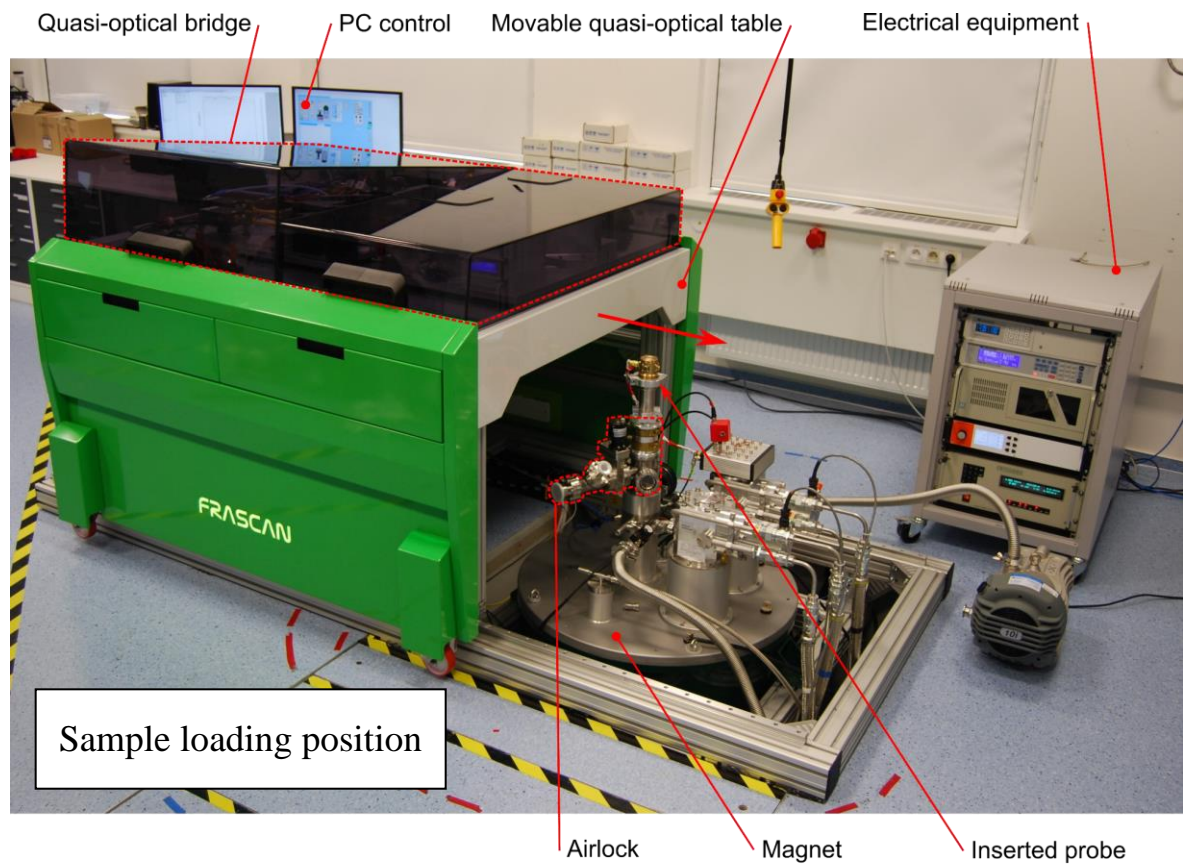 Quasi-optical bridge
PC control
Movable quasi-optical table
Electrical equipment
FRASCAN
10i
Sample loading position
Airlock
Magnet
Inserted probe